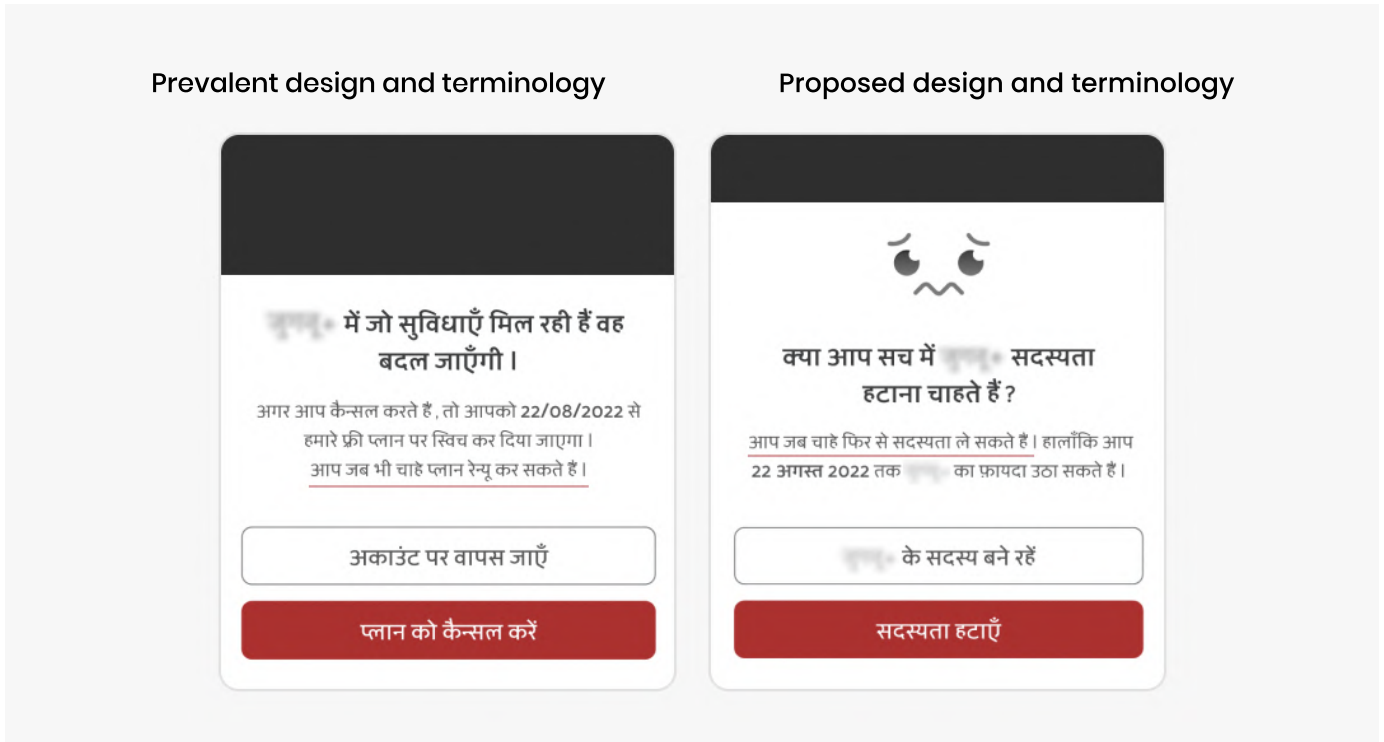 Prevalent design and terminology
Proposed design and terminology
में जो सुविधाएँ मिल रही हैं वह
बदल जाएँगी ।
अगर आप कैन्सल करते हैं , तो आपको 22/08/2022 से
हमारे फ़्री प्लान पर स्विच कर दिया जाएगा ।
आप जब भी चाहे प्लान रेन्यू कर सकते हैं ।
अकाउंट पर वापस जाएँ
प्लान को कैन्सल करें
क्या आप सच में सदस्यता
हटाना चाहते हैं ?
आप जब चाहे फिर से सदस्यता ले सकते हैं । हालाँकि आप
22 अगस्त 2022 तक का फ़ायदा उठा सकते हैं ।
के सदस्य बने रहें
सदस्यता हटाएँ